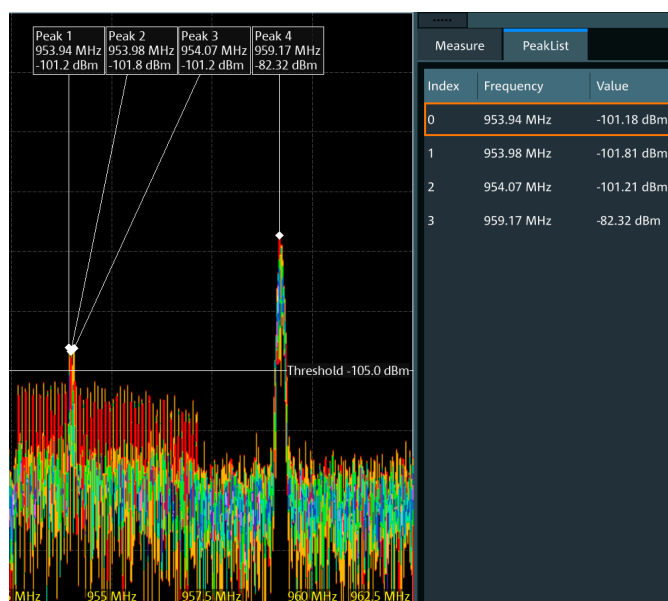 Peak 1
953.94 MHz
-101.2 dBm
Peak 2
953.98 MHz
-101.8 dBm
Peak 3
954.07 MHz
-101.2 dBm
Peak 4
959.17 MHz
-82.32 dBm
Threshold -105.0 dBm
MHz
955 MHz
957.5 MHz
960 MHz
962.5 MHz
Measure PeakList
Index Frequency Value
0 953.94 MHz -101.18 dBm
1 953.98 MHz -101.81 dBm
2 954.07 MHz -101.21 dBm
3 959.17 MHz -82.32 dBm